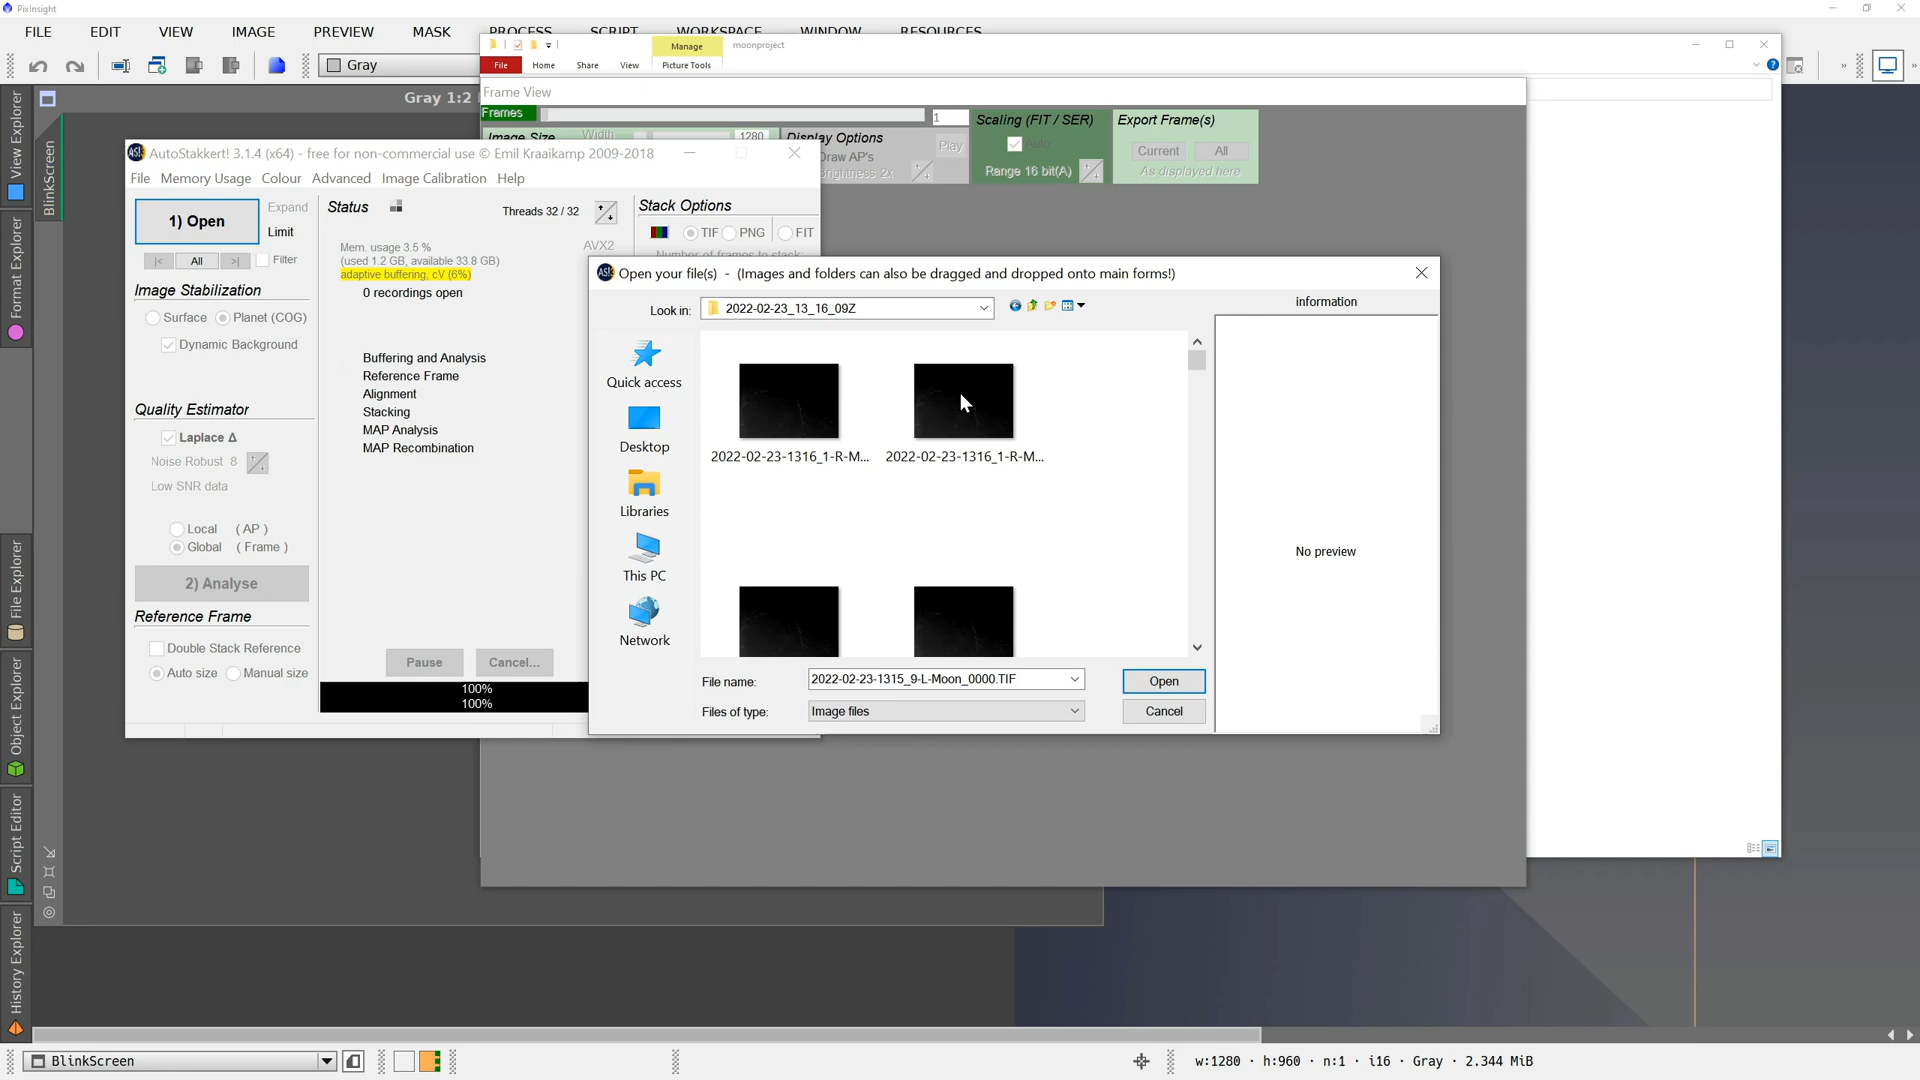 PixInsight
FILE EDIT VIEW IMAGE PREVIEW MASK PROCESS SCRIPT WORKSPACE WINDOW RESOURCES
Gray
Manage
moonproject
File Home Share View Picture Tools
Gray 1:2
Frame View
Frames
1
Image Size Width 1280
Display Options
Draw AP's
Brightness 2x
Play
Scaling (FIT / SER)
Auto
Range 16 bit(A)
Export Frame(s)
Current All
As displayed here
View Explorer
Format Explorer
File Explorer
Object Explorer
Script Editor
History Explorer
BlinkScreen
AS!3 AutoStakkert! 3.1.4 (x64) - free for non-commercial use © Emil Kraaikamp 2009-2018
File Memory Usage Colour Advanced Image Calibration Help
1) Open
Expand
Limit
|< All >| Filter
Image Stabilization
Surface Planet (COG)
Dynamic Background
Quality Estimator
Laplace Δ
Noise Robust 8
Low SNR data
Local (AP)
Global (Frame)
2) Analyse
Reference Frame
Double Stack Reference
Auto size Manual size
Status
Threads 32 / 32
AVX2
Mem. usage 3.5 %
(used 1.2 GB, available 33.8 GB)
adaptive buffering, cV (6%)
0 recordings open
Buffering and Analysis
Reference Frame
Alignment
Stacking
MAP Analysis
MAP Recombination
Pause Cancel...
100%
100%
Stack Options
TIF PNG FIT
Number of frames to stack:
AS!3 Open your file(s) - (Images and folders can also be dragged and dropped onto main forms!)
Look in: 2022-02-23_13_16_09Z
information
Quick access
Desktop
Libraries
This PC
Network
2022-02-23-1316_1-R-M... 2022-02-23-1316_1-R-M...
No preview
File name: 2022-02-23-1315_9-L-Moon_0000.TIF
Open
Files of type: Image files
Cancel
BlinkScreen
w:1280 · h:960 · n:1 · i16 · Gray · 2.344 MiB